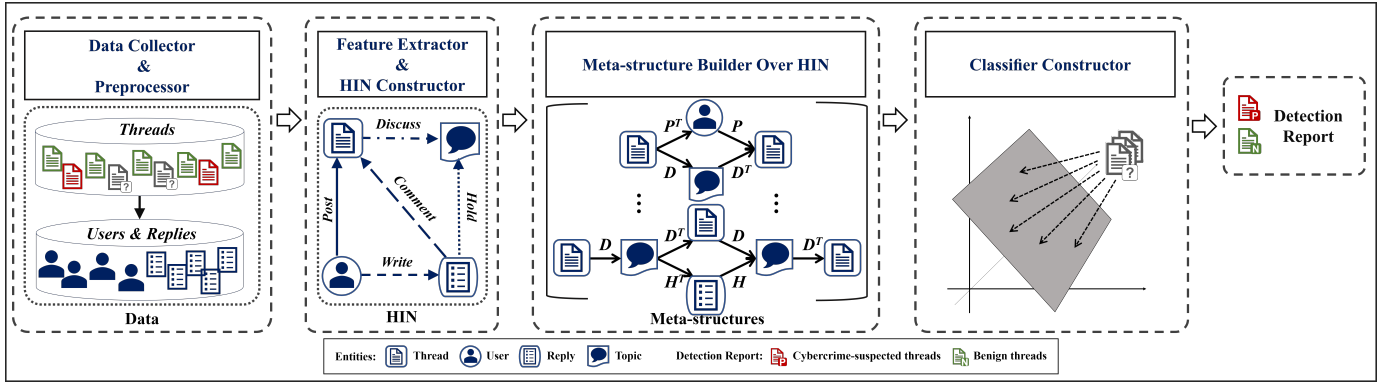 Data Collector
&
Preprocessor
Threads
?
?
Users & Replies
Data
Feature Extractor
&
HIN Constructor
Discuss
Post
Comment
Hold
Write
HIN
Meta-structure Builder Over HIN
P^T
P
D
D^T
D
D^T
D
D^T
H^T
H
Meta-structures
Classifier Constructor
?
P
N
Detection
Report
Entities:
Thread
User
Reply
Topic
Detection Report:
P
Cybercrime-suspected threads
N
Benign threads